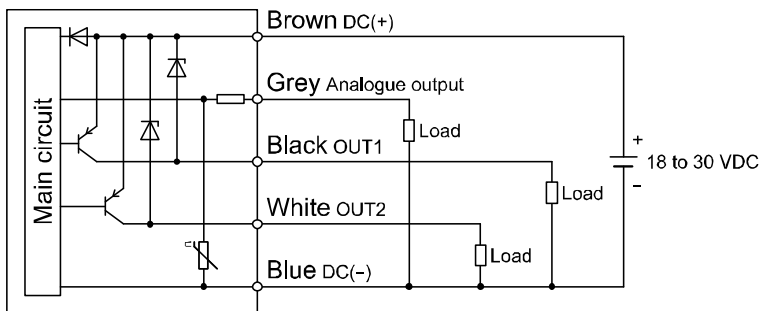 Main circuit
Brown DC(+)
Grey Analogue output
Load
Black OUT1
+
18 to 30 VDC
−
Load
White OUT2
Load
n
Blue DC(−)